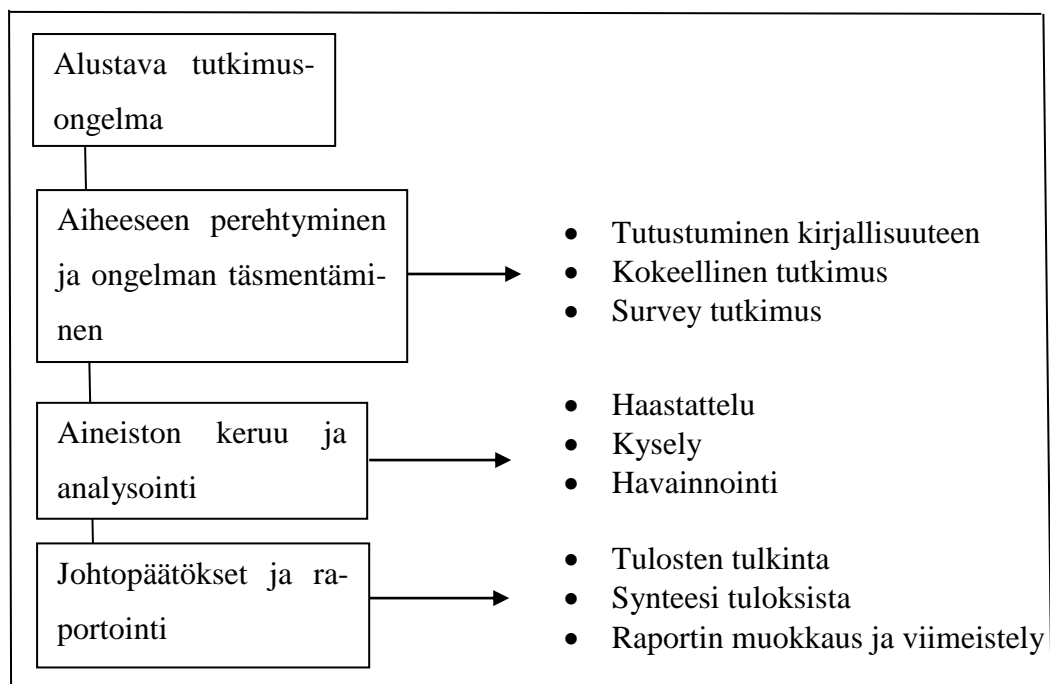 Alustava tutkimus-
ongelma
Aiheeseen perehtyminen
ja ongelman täsmentämi-
nen
• Tutustuminen kirjallisuuteen
• Kokeellinen tutkimus
• Survey tutkimus
Aineiston keruu ja
analysointi
• Haastattelu
• Kysely
• Havainnointi
Johtopäätökset ja ra-
portointi
• Tulosten tulkinta
• Synteesi tuloksista
• Raportin muokkaus ja viimeistely